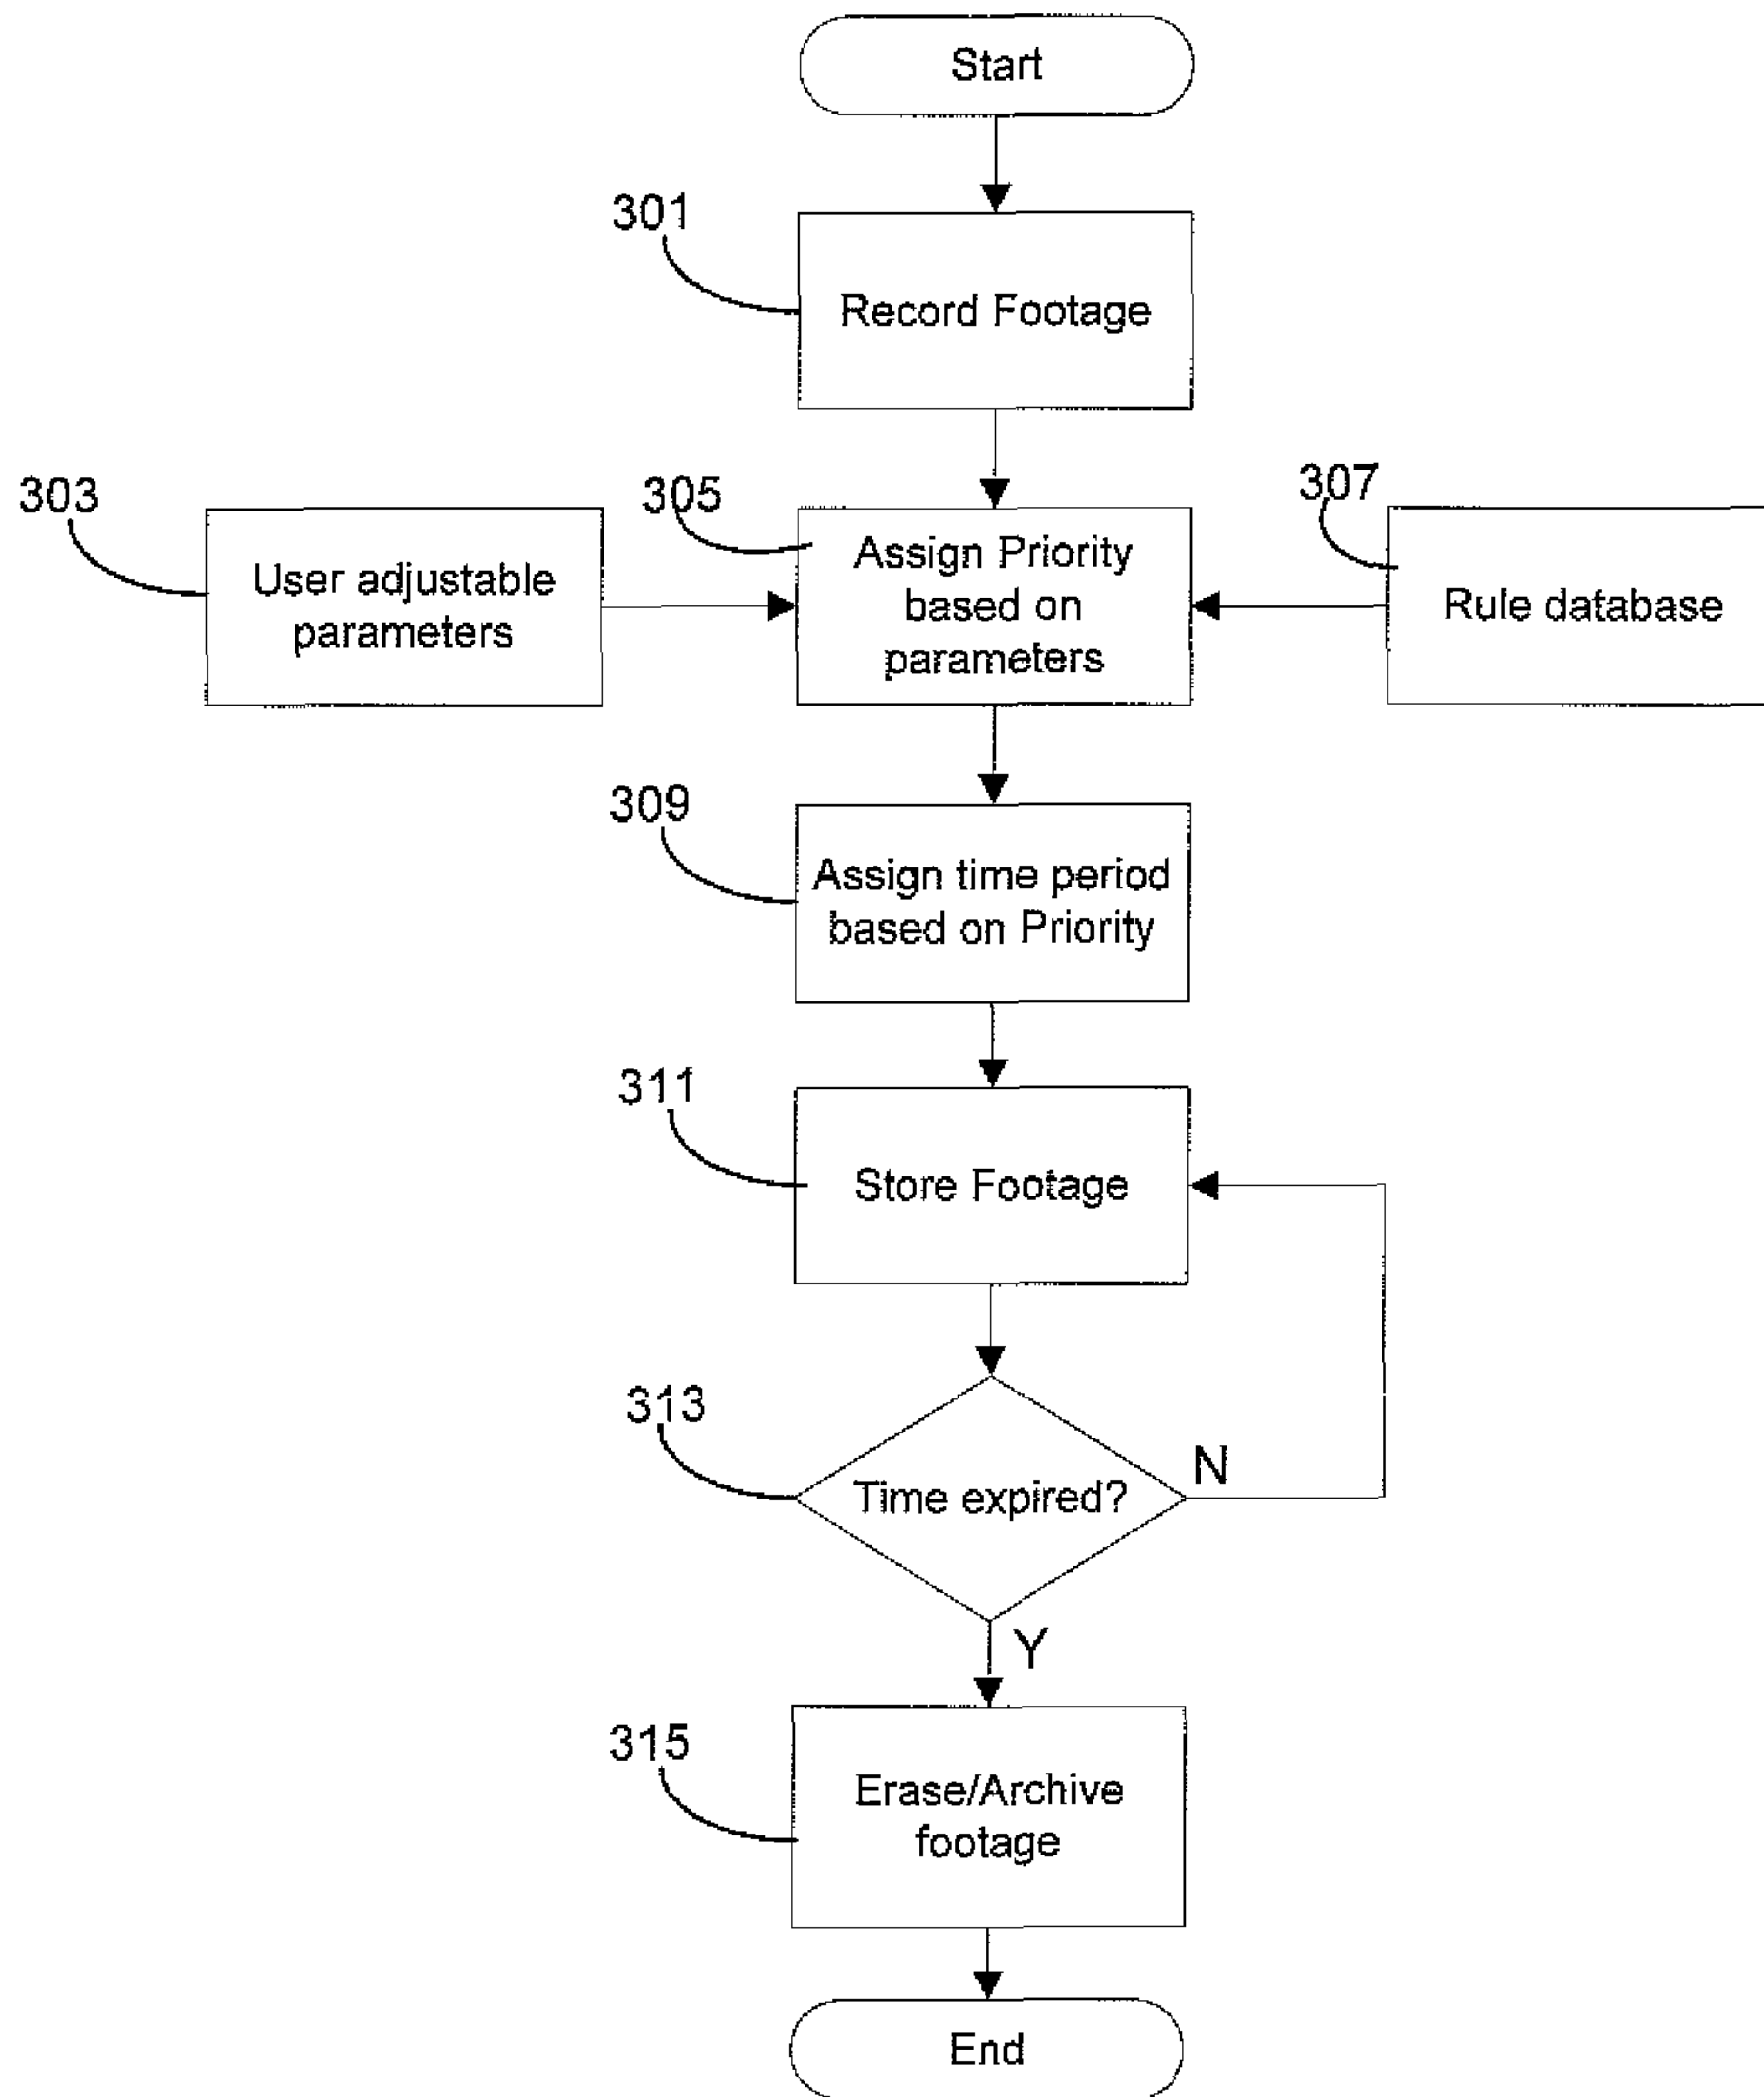 Start
301
Record Footage
303
User adjustable
parameters
305
Assign Priority
based on
parameters
307
Rule database
309
Assign time period
based on Priority
311
Store Footage
313
Time expired?
N
Y
315
Erase/Archive
footage
End